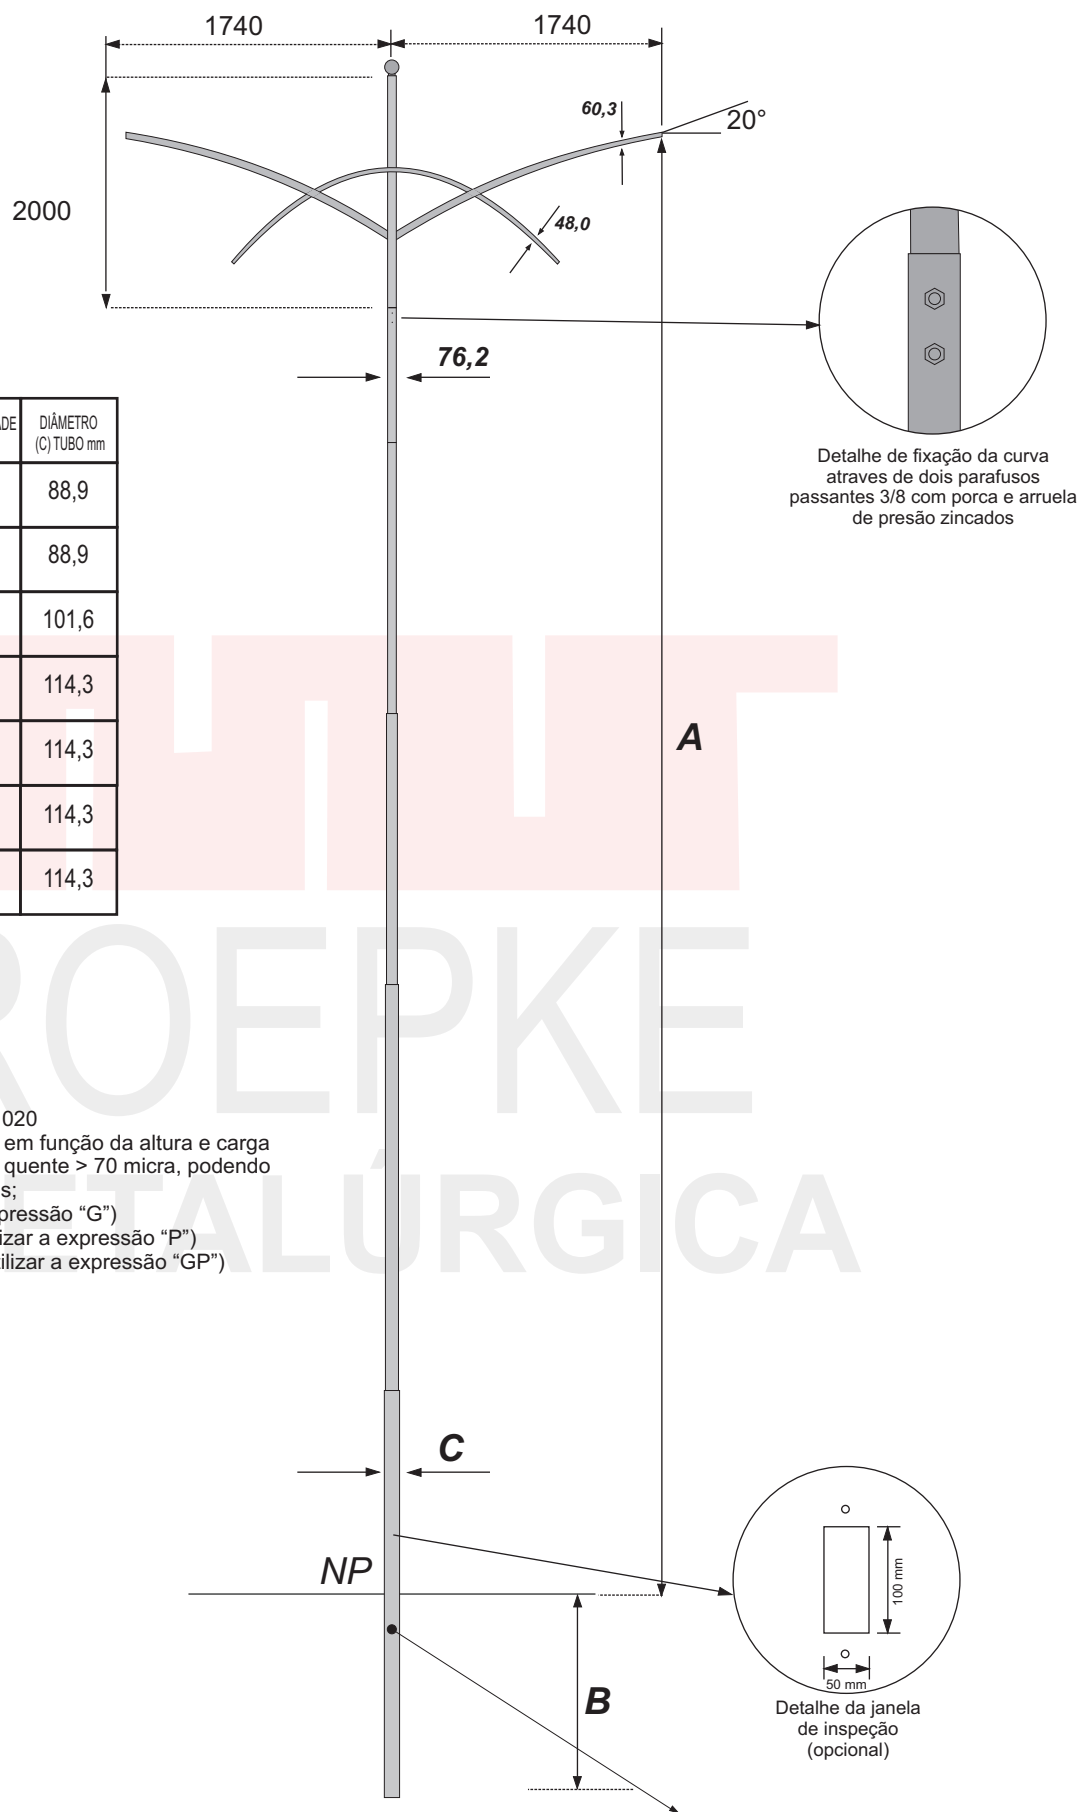 1740
1740
60,3
20°
2000
48,0
76,2
DIÂMETRO
(C) TUBO mm
88,9
88,9
101,6
114,3
114,3
114,3
114,3
Detalhe de fixação da curva
atraves de dois parafusos
passantes 3/8 com porca e arruela
de presão zincados
A
ROEPKE
METALÚRGICA
020
em função da altura e carga
quente > 70 micra, podendo
s;
pressão “G”)
izar a expressão “P”)
tilizar a expressão “GP”)
C
NP
100 mm
50 mm
B
Detalhe da janela
de inspeção
(opcional)